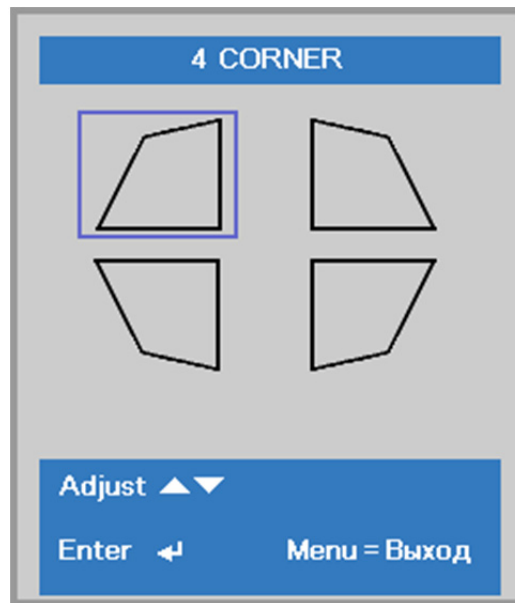 4 CORNER
Adjust ▲▼
Enter ↵
Menu = Выход